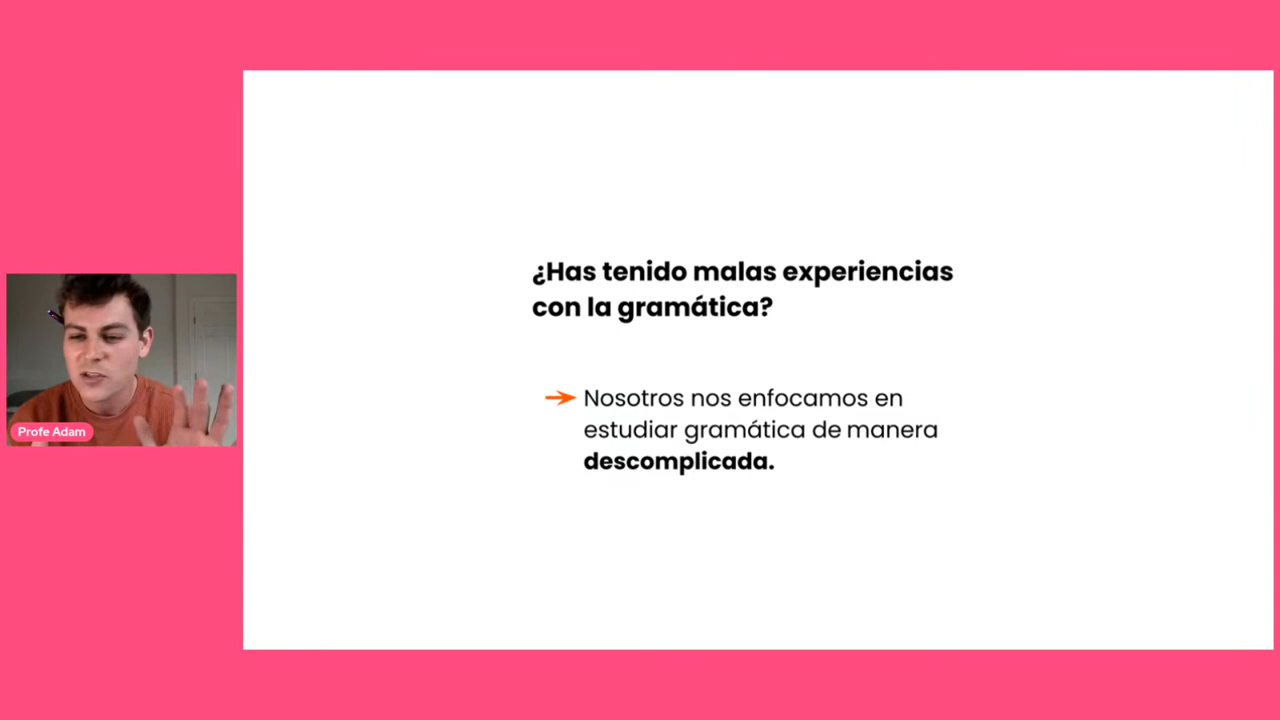 ¿Has tenido malas experiencias
con la gramática?
Nosotros nos enfocamos en
estudiar gramática de manera
descomplicada.
Profe Adam